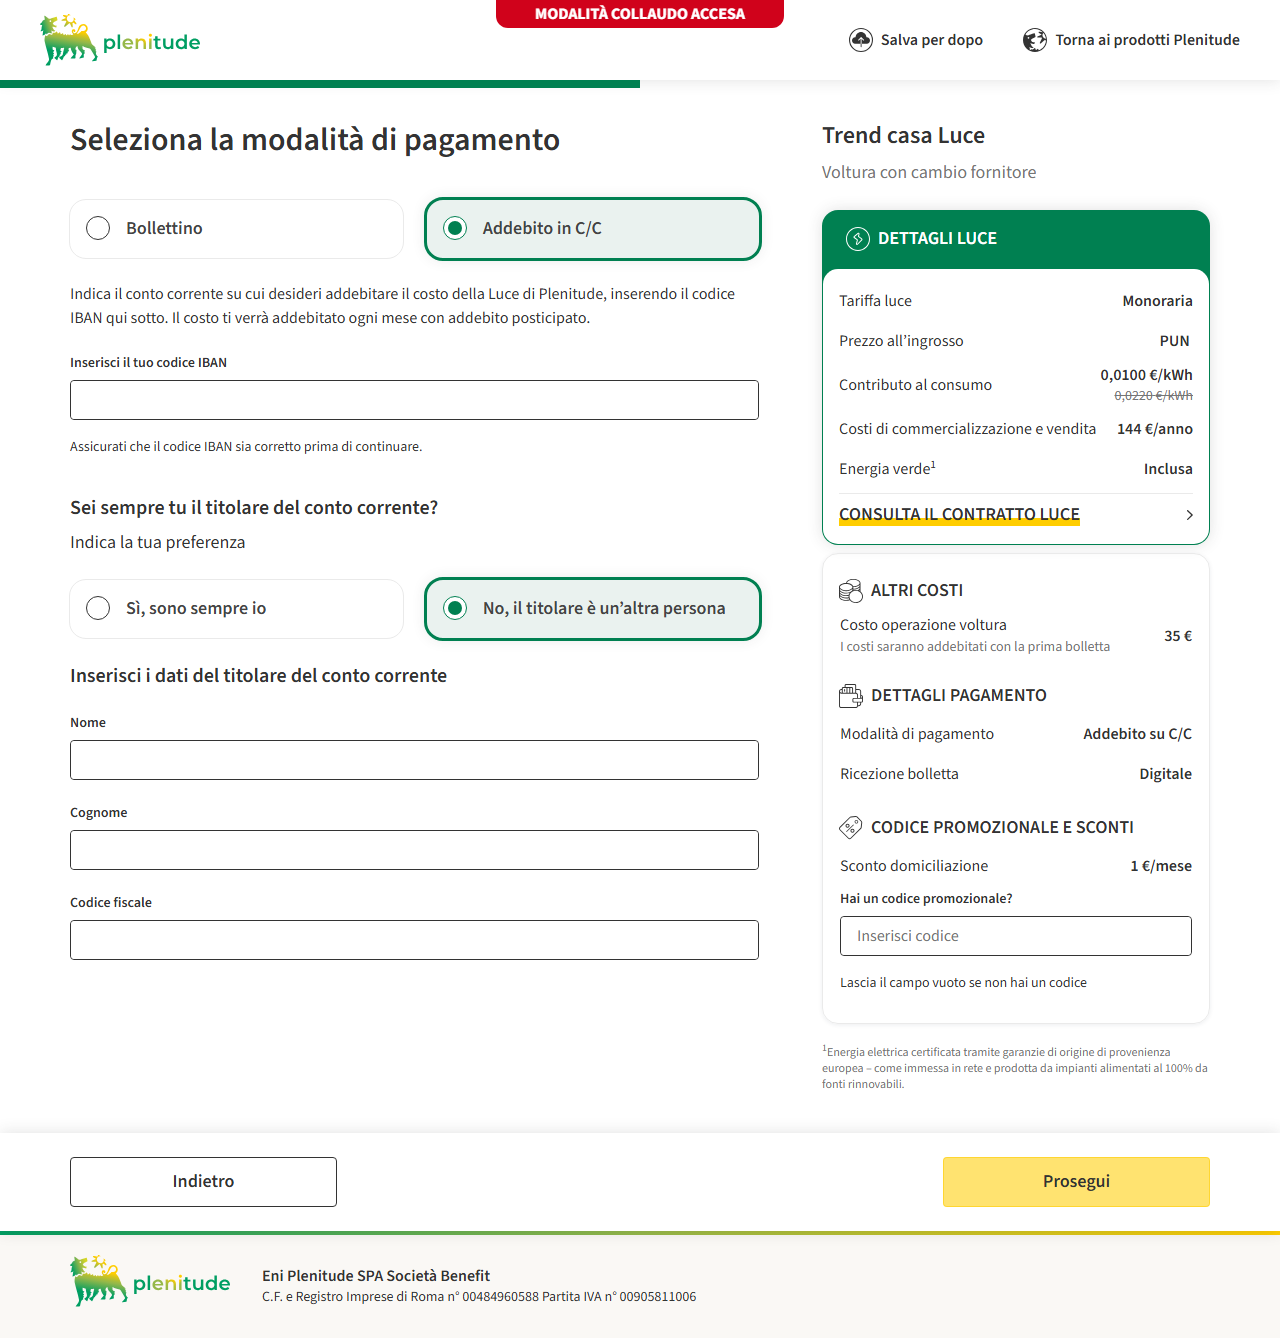 MODALITÀ COLLAUDO ACCESA
plenitude
Salva per dopo
Torna ai prodotti Plenitude
Seleziona la modalità di pagamento
Bollettino
Addebito in C/C
Indica il conto corrente su cui desideri addebitare il costo della Luce di Plenitude, inserendo il codice
IBAN qui sotto. Il costo ti verrà addebitato ogni mese con addebito posticipato.
Inserisci il tuo codice IBAN
Assicurati che il codice IBAN sia corretto prima di continuare.
Sei sempre tu il titolare del conto corrente?
Indica la tua preferenza
Sì, sono sempre io
No, il titolare è un’altra persona
Inserisci i dati del titolare del conto corrente
Nome
Cognome
Codice fiscale
Trend casa Luce
Voltura con cambio fornitore
DETTAGLI LUCE
Tariffa luce Monoraria
Prezzo all’ingrosso PUN
Contributo al consumo 0,0100 €/kWh
0,0220 €/kWh
Costi di commercializzazione e vendita 144 €/anno
Energia verde¹ Inclusa
CONSULTA IL CONTRATTO LUCE
ALTRI COSTI
Costo operazione voltura 35 €
I costi saranno addebitati con la prima bolletta
DETTAGLI PAGAMENTO
Modalità di pagamento Addebito su C/C
Ricezione bolletta Digitale
CODICE PROMOZIONALE E SCONTI
Sconto domiciliazione 1 €/mese
Hai un codice promozionale?
Inserisci codice
Lascia il campo vuoto se non hai un codice
¹Energia elettrica certificata tramite garanzie di origine di provenienza
europea – come immessa in rete e prodotta da impianti alimentati al 100% da
fonti rinnovabili.
Indietro
Prosegui
plenitude
Eni Plenitude SPA Società Benefit
C.F. e Registro Imprese di Roma n° 00484960588 Partita IVA n° 00905811006